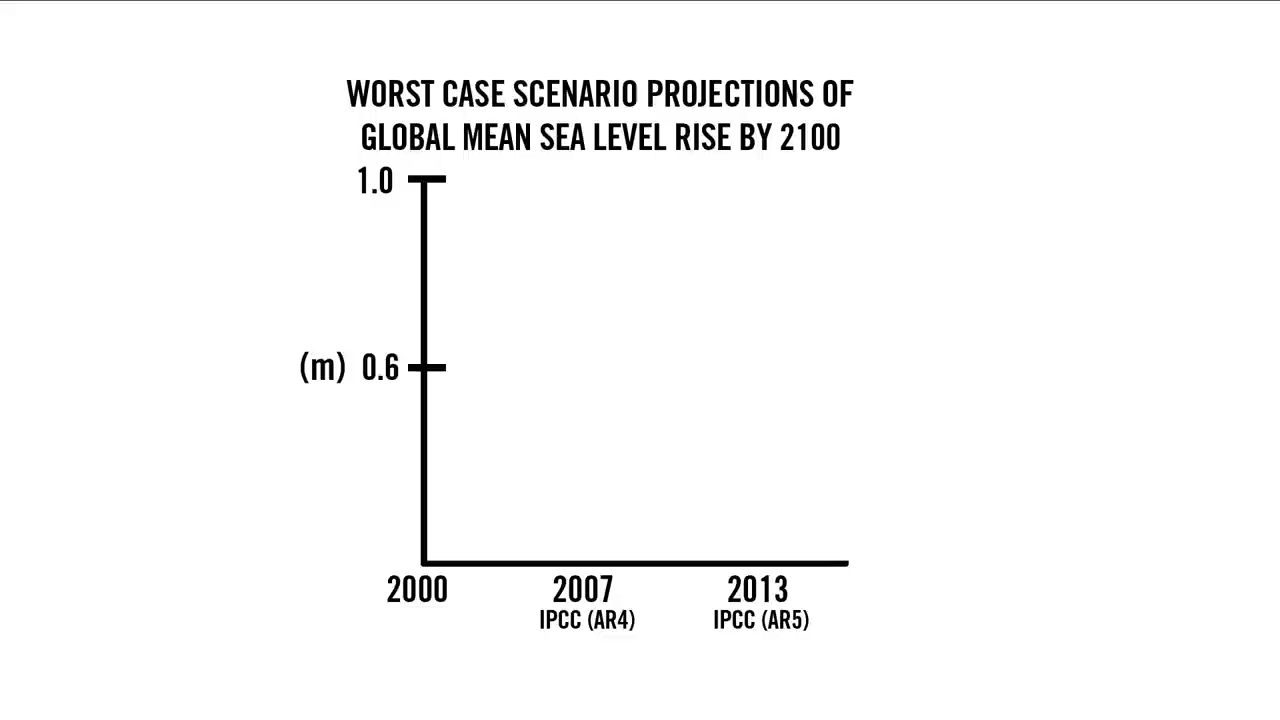 WORST CASE SCENARIO PROJECTIONS OF
GLOBAL MEAN SEA LEVEL RISE BY 2100
1.0
(m) 0.6
2000 2007 2013
IPCC (AR4) IPCC (AR5)